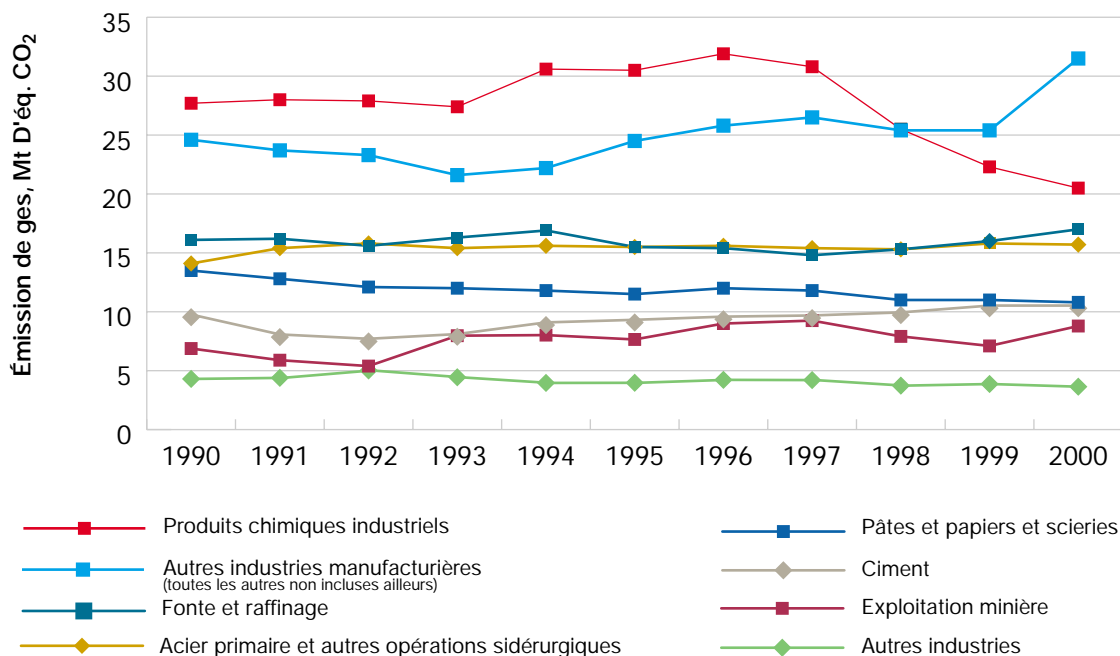 Émission de ges, Mt D'éq. CO2
35
30
25
20
15
10
5
0
1990 1991 1992 1993 1994 1995 1996 1997 1998 1999 2000
Produits chimiques industriels
Autres industries manufacturières
(toutes les autres non incluses ailleurs)
Fonte et raffinage
Acier primaire et autres opérations sidérurgiques
Pâtes et papiers et scieries
Ciment
Exploitation minière
Autres industries